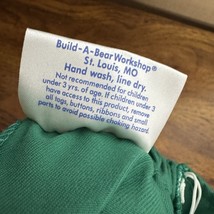 Build-A-Bear Workshop®
St. Louis, MO
Hand wash, line dry.
Not recommended for children
under 3 yrs. of age. If children under 3
have access to this product, remove
all tags, buttons, ribbons and small
parts to avoid possible choking hazard.